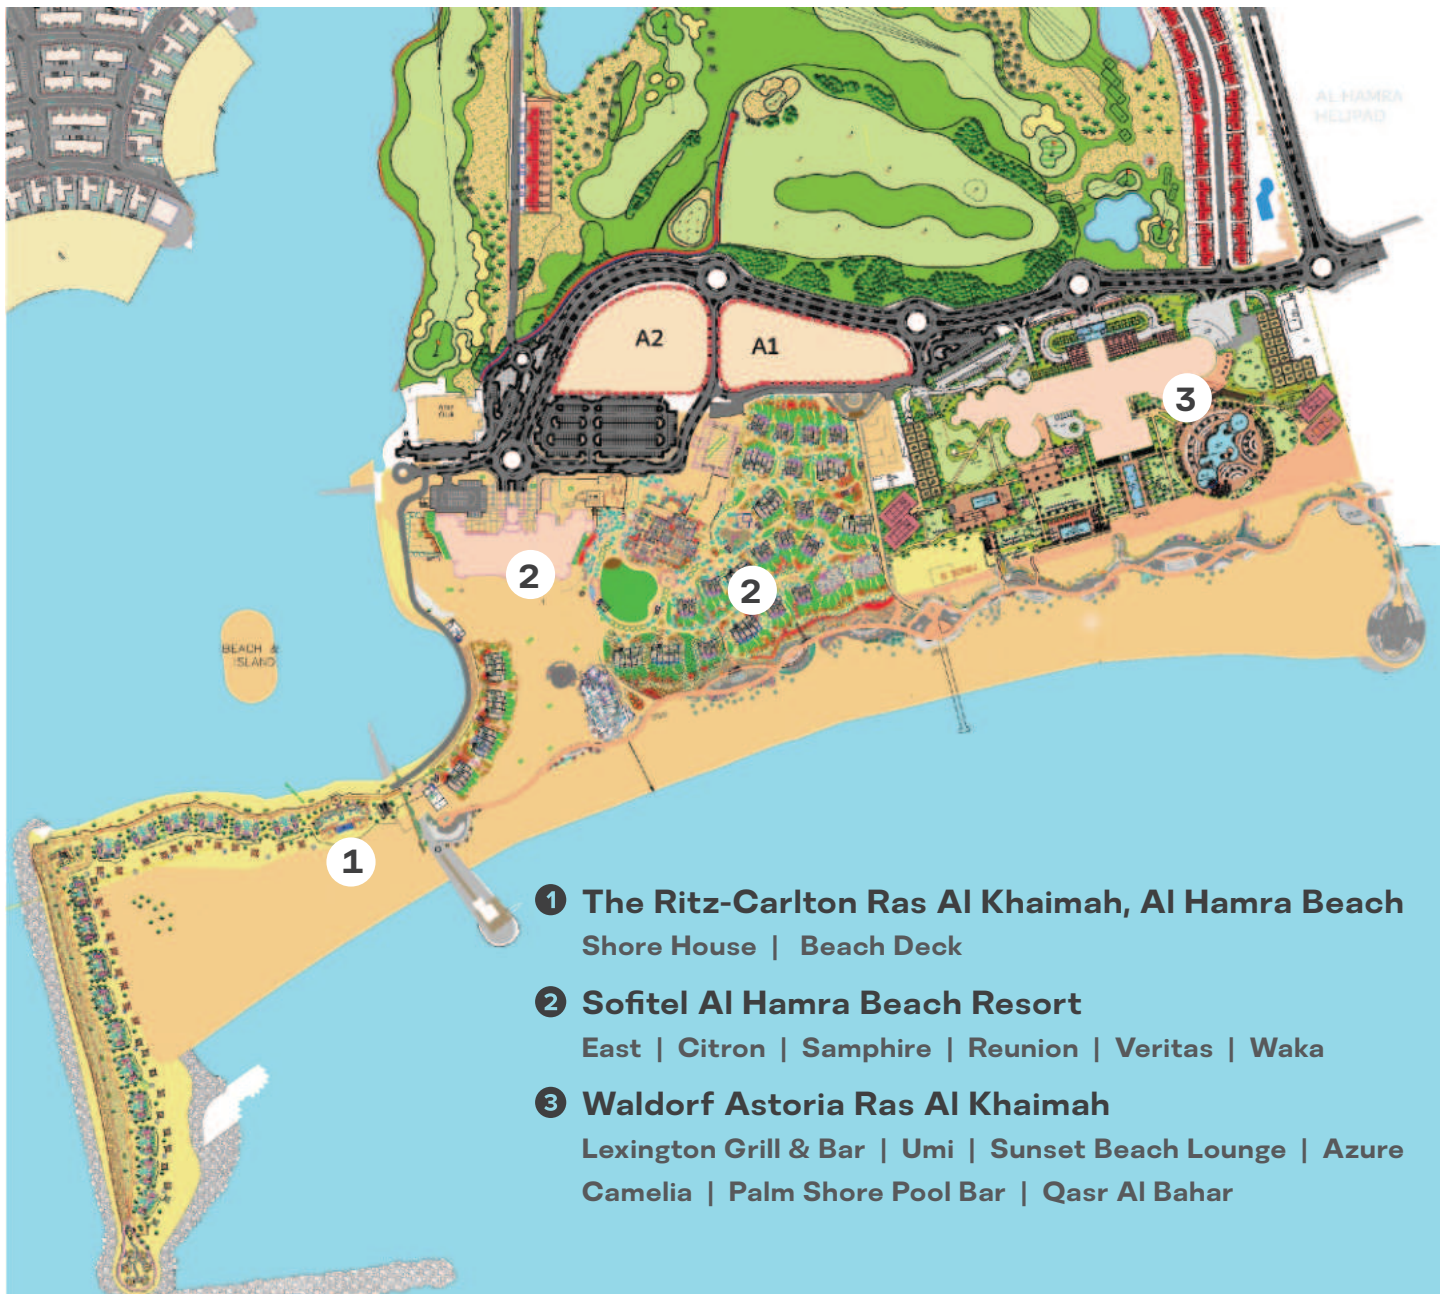 AL HAMRA
HELIPAD
A2
A1
3
2
2
BEACH &
ISLAND
1
1 The Ritz-Carlton Ras Al Khaimah, Al Hamra Beach
Shore House | Beach Deck
2 Sofitel Al Hamra Beach Resort
East | Citron | Samphire | Reunion | Veritas | Waka
3 Waldorf Astoria Ras Al Khaimah
Lexington Grill & Bar | Umi | Sunset Beach Lounge | Azure
Camelia | Palm Shore Pool Bar | Qasr Al Bahar